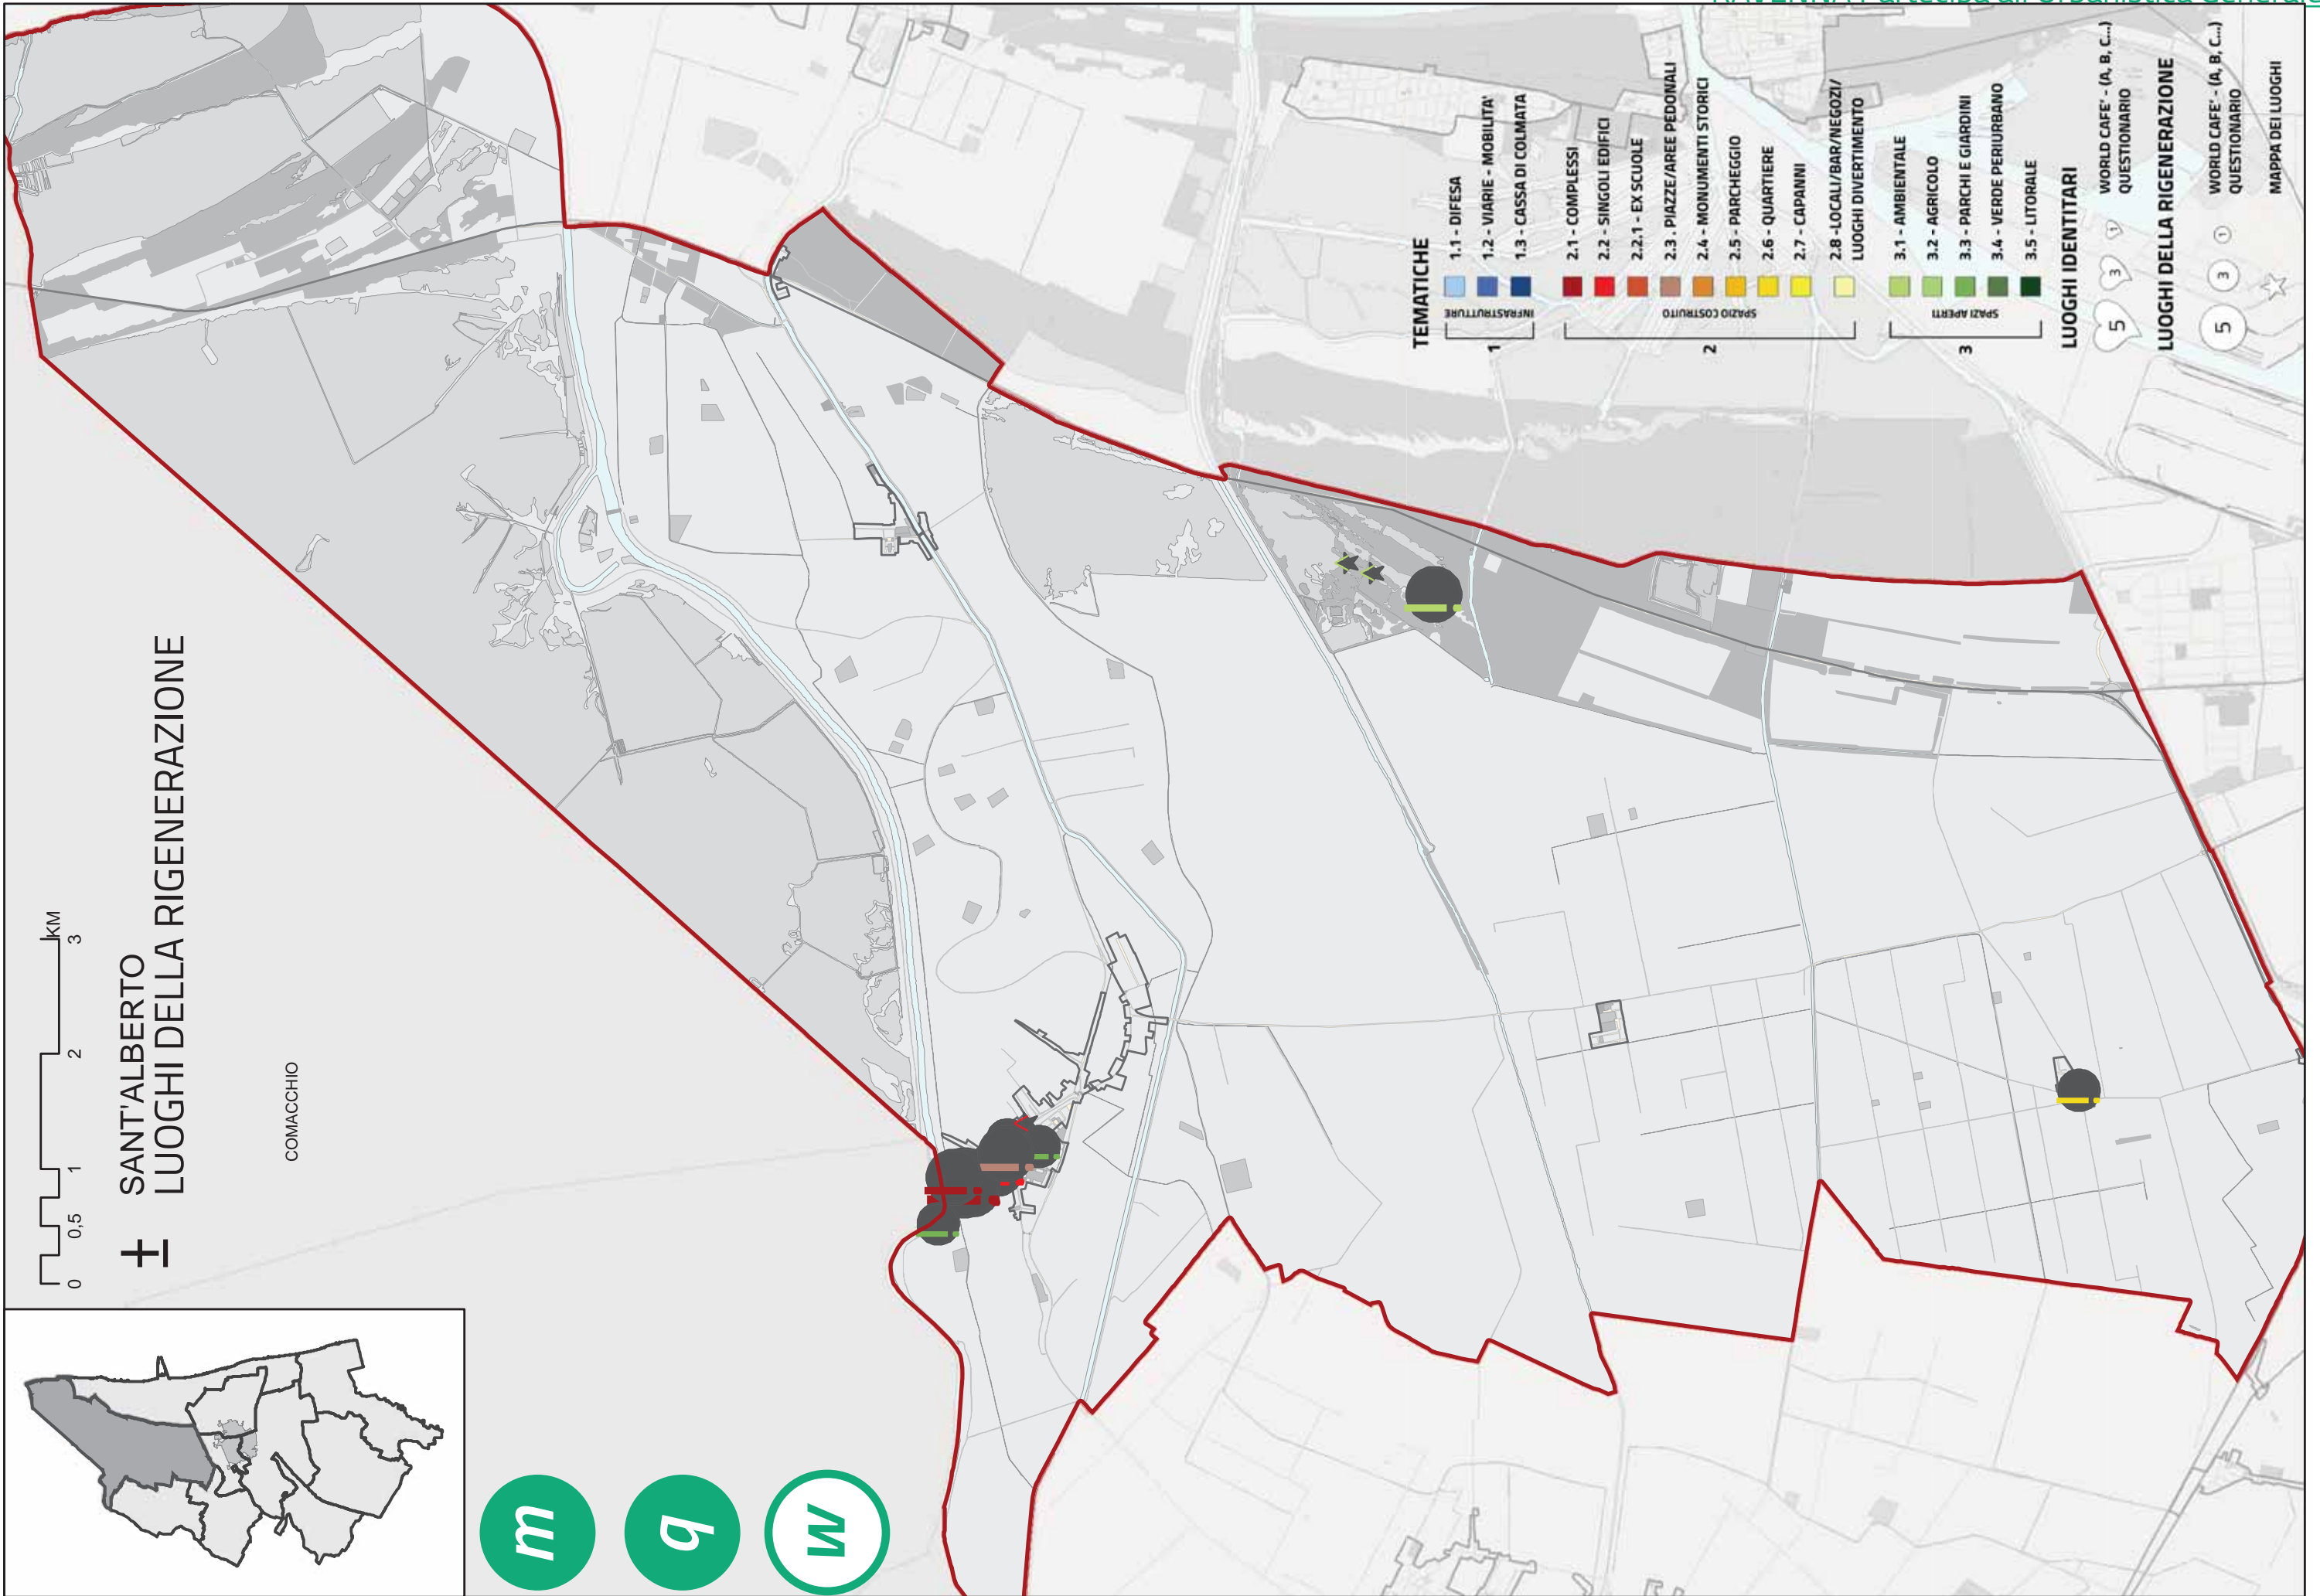 0 0,5 1 2 3
KM
SANT'ALBERTO
LUOGHI DELLA RIGENERAZIONE
COMACCHIO
m
q
w
TEMATICHE
1
INFRASTRUTTURE
1.1 - DIFESA
1.2 - VIARIE - MOBILITA'
1.3 - CASSA DI COLMATA
2
SPAZIO COSTRUITO
2.1 - COMPLESSI
2.2 - SINGOLI EDIFICI
2.2.1 - EX SCUOLE
2.3 . PIAZZE/AREE PEDONALI
2.4 - MONUMENTI STORICI
2.5 - PARCHEGGIO
2.6 - QUARTIERE
2.7 - CAPANNI
2.8 -LOCALI/BAR/NEGOZI/
LUOGHI DIVERTIMENTO
3
SPAZI APERTI
3.1 - AMBIENTALE
3.2 - AGRICOLO
3.3 - PARCHI E GIARDINI
3.4 - VERDE PERIURBANO
3.5 - LITORALE
LUOGHI IDENTITARI
5 3 1 WORLD CAFE' - (A, B, C...)
QUESTIONARIO
LUOGHI DELLA RIGENERAZIONE
5 3 1 WORLD CAFE' - (A, B, C...)
QUESTIONARIO
MAPPA DEI LUOGHI